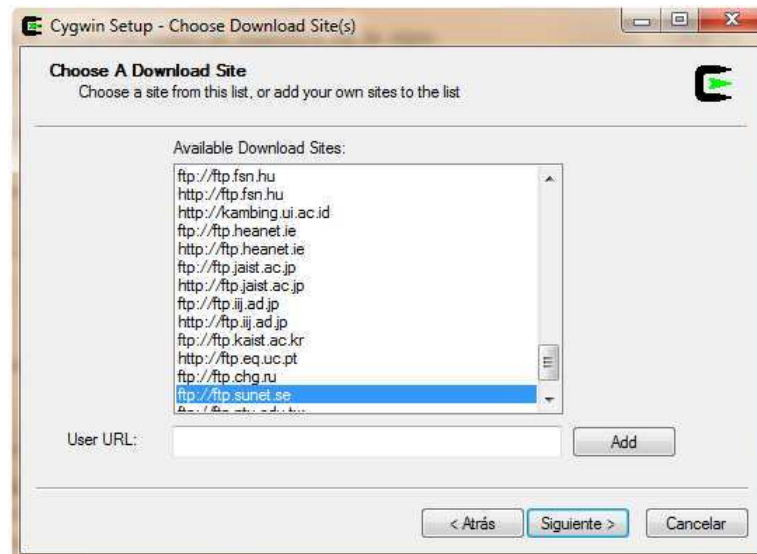 Cygwin Setup - Choose Download Site(s)
Choose A Download Site
Choose a site from this list, or add your own sites to the list
Available Download Sites:
ftp://ftp.fsn.hu
http://ftp.fsn.hu
http://kambing.ui.ac.id
ftp://ftp.heanet.ie
http://ftp.heanet.ie
ftp://ftp.jaist.ac.jp
http://ftp.jaist.ac.jp
ftp://ftp.iij.ad.jp
http://ftp.iij.ad.jp
ftp://ftp.kaist.ac.kr
http://ftp.eq.uc.pt
ftp://ftp.chg.ru
ftp://ftp.sunet.se
User URL:
Add
< Atrás
Siguiente >
Cancelar